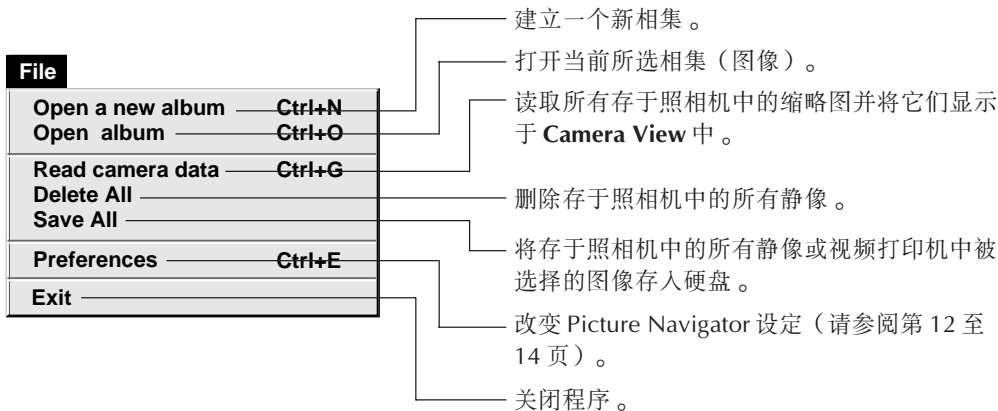 File
Open a new album Ctrl+N
Open album Ctrl+O
Read camera data Ctrl+G
Delete All
Save All
Preferences Ctrl+E
Exit
建立一个新相集。
打开当前所选相集（图像）。
读取所有存于照相机中的缩略图并将它们显示
于 Camera View 中。
删除存于照相机中的所有静像。
将存于照相机中的所有静像或视频打印机中被
选择的图像存入硬盘。
改变 Picture Navigator 设定（请参阅第 12 至
14 页）。
关闭程序。